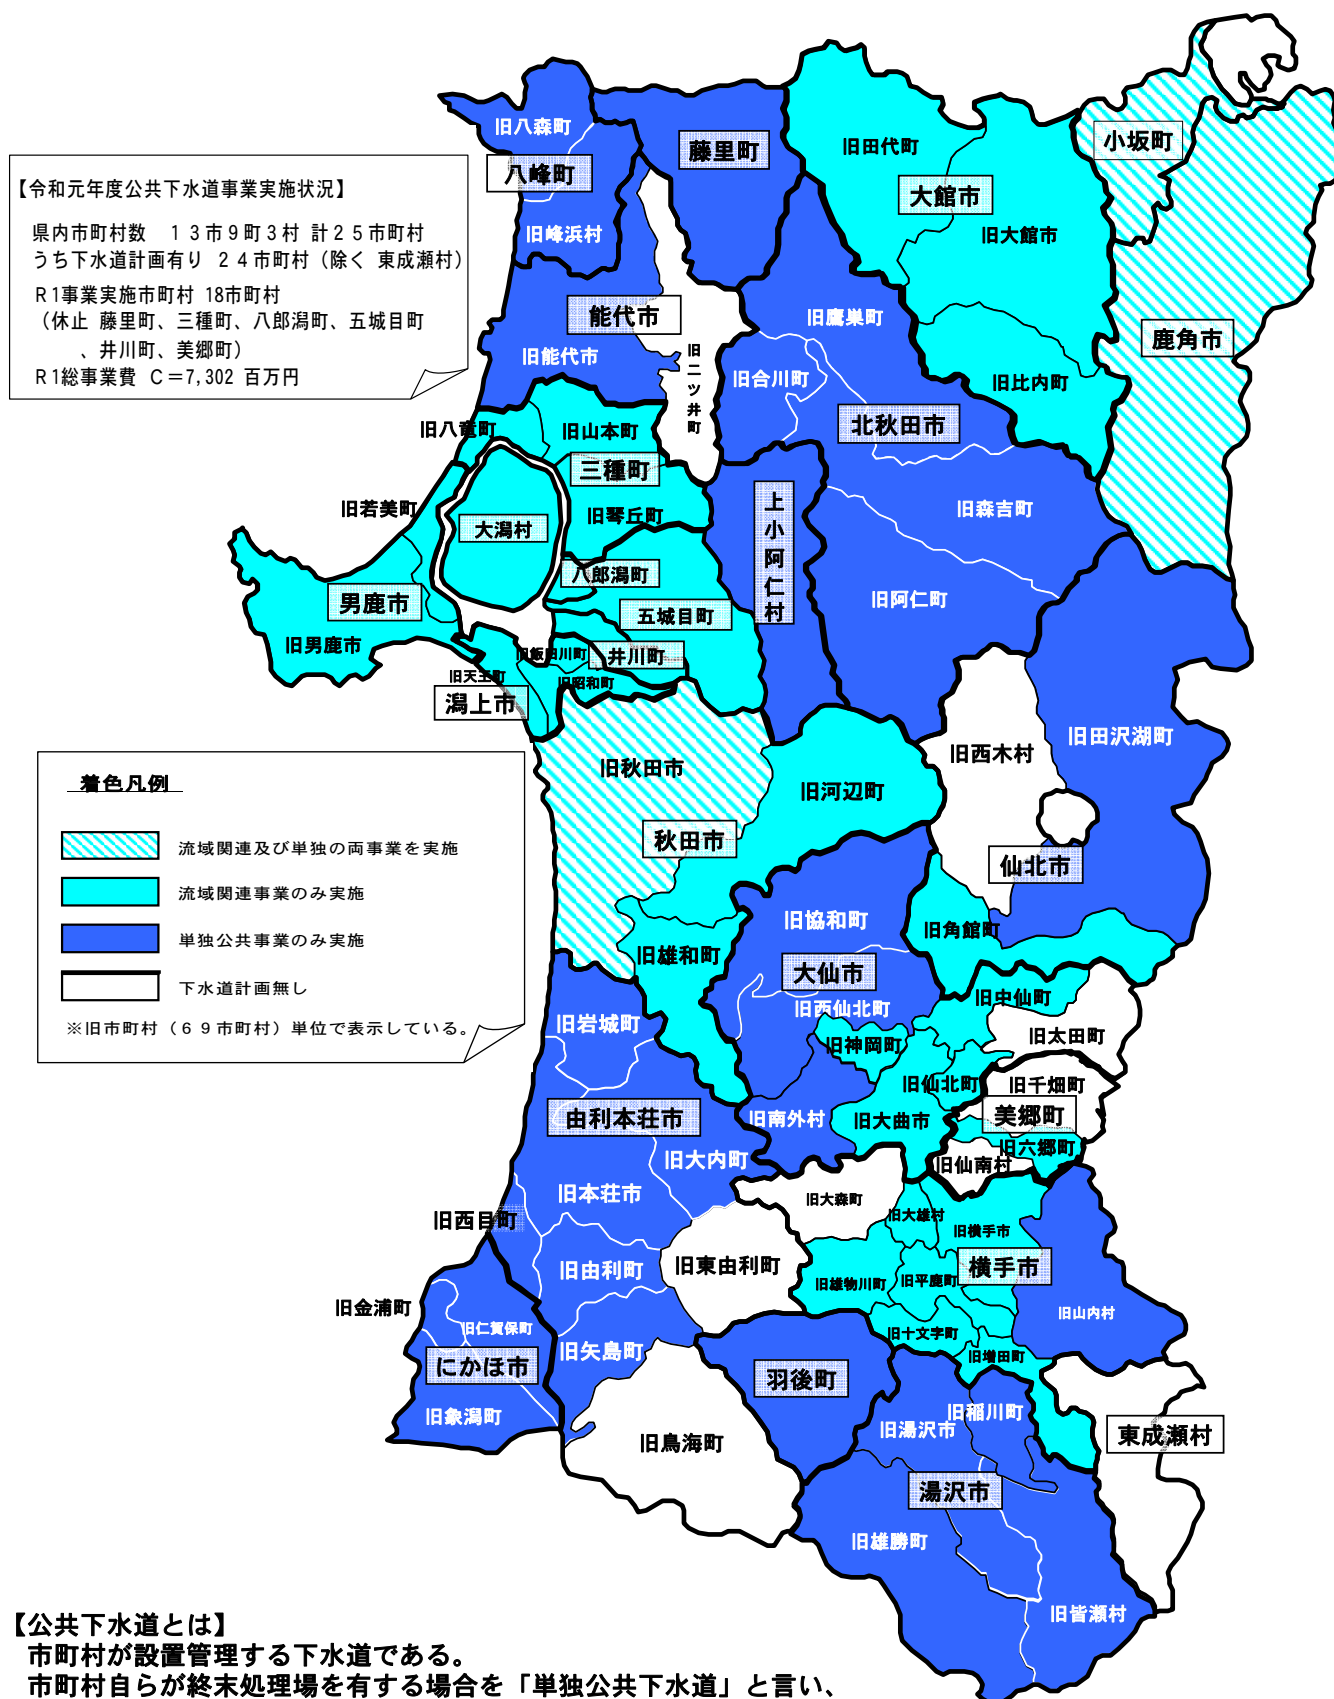 【令和元年度公共下水道事業実施状況】
県内市町村数 １３市９町３村 計２５市町村
うち下水道計画有り ２４市町村（除く 東成瀬村）
Ｒ1事業実施市町村 18市町村
（休止 藤里町、三種町、八郎潟町、五城目町
、井川町、美郷町）
Ｒ1総事業費 Ｃ＝7,302 百万円
旧八森町
八峰町
旧峰浜村
藤里町
旧田代町
大館市
旧大館市
小坂町
鹿角市
能代市
旧能代市
旧二ツ井町
旧鷹巣町
旧合川町
北秋田市
旧比内町
旧八竜町
旧山本町
三種町
旧琴丘町
旧若美町
大潟村
上小阿仁村
旧森吉町
旧阿仁町
八郎潟町
五城目町
男鹿市
旧男鹿市
旧飯田川町
井川町
旧天王町
旧昭和町
潟上市
旧秋田市
旧河辺町
秋田市
旧西木村
旧田沢湖町
仙北市
着色凡例
流域関連及び単独の両事業を実施
流域関連事業のみ実施
単独公共事業のみ実施
下水道計画無し
※旧市町村（６９市町村）単位で表示している。
旧協和町
旧角館町
旧雄和町
大仙市
旧西仙北町
旧中仙町
旧岩城町
旧神岡町
旧太田町
旧仙北町
旧千畑町
由利本荘市
旧南外村
旧大曲市
美郷町
旧六郷町
旧大内町
旧仙南村
旧本荘市
旧大森町
旧西目町
旧大雄村
旧横手市
旧東由利町
横手市
旧由利町
旧雄物川町
旧平鹿町
旧金浦町
旧仁賀保町
旧山内村
旧十文字町
旧矢島町
旧増田町
にかほ市
羽後町
旧象潟町
旧稲川町
旧湯沢市
東成瀬村
旧鳥海町
湯沢市
旧雄勝町
旧皆瀬村
【公共下水道とは】
市町村が設置管理する下水道である。
市町村自らが終末処理場を有する場合を「単独公共下水道」と言い、